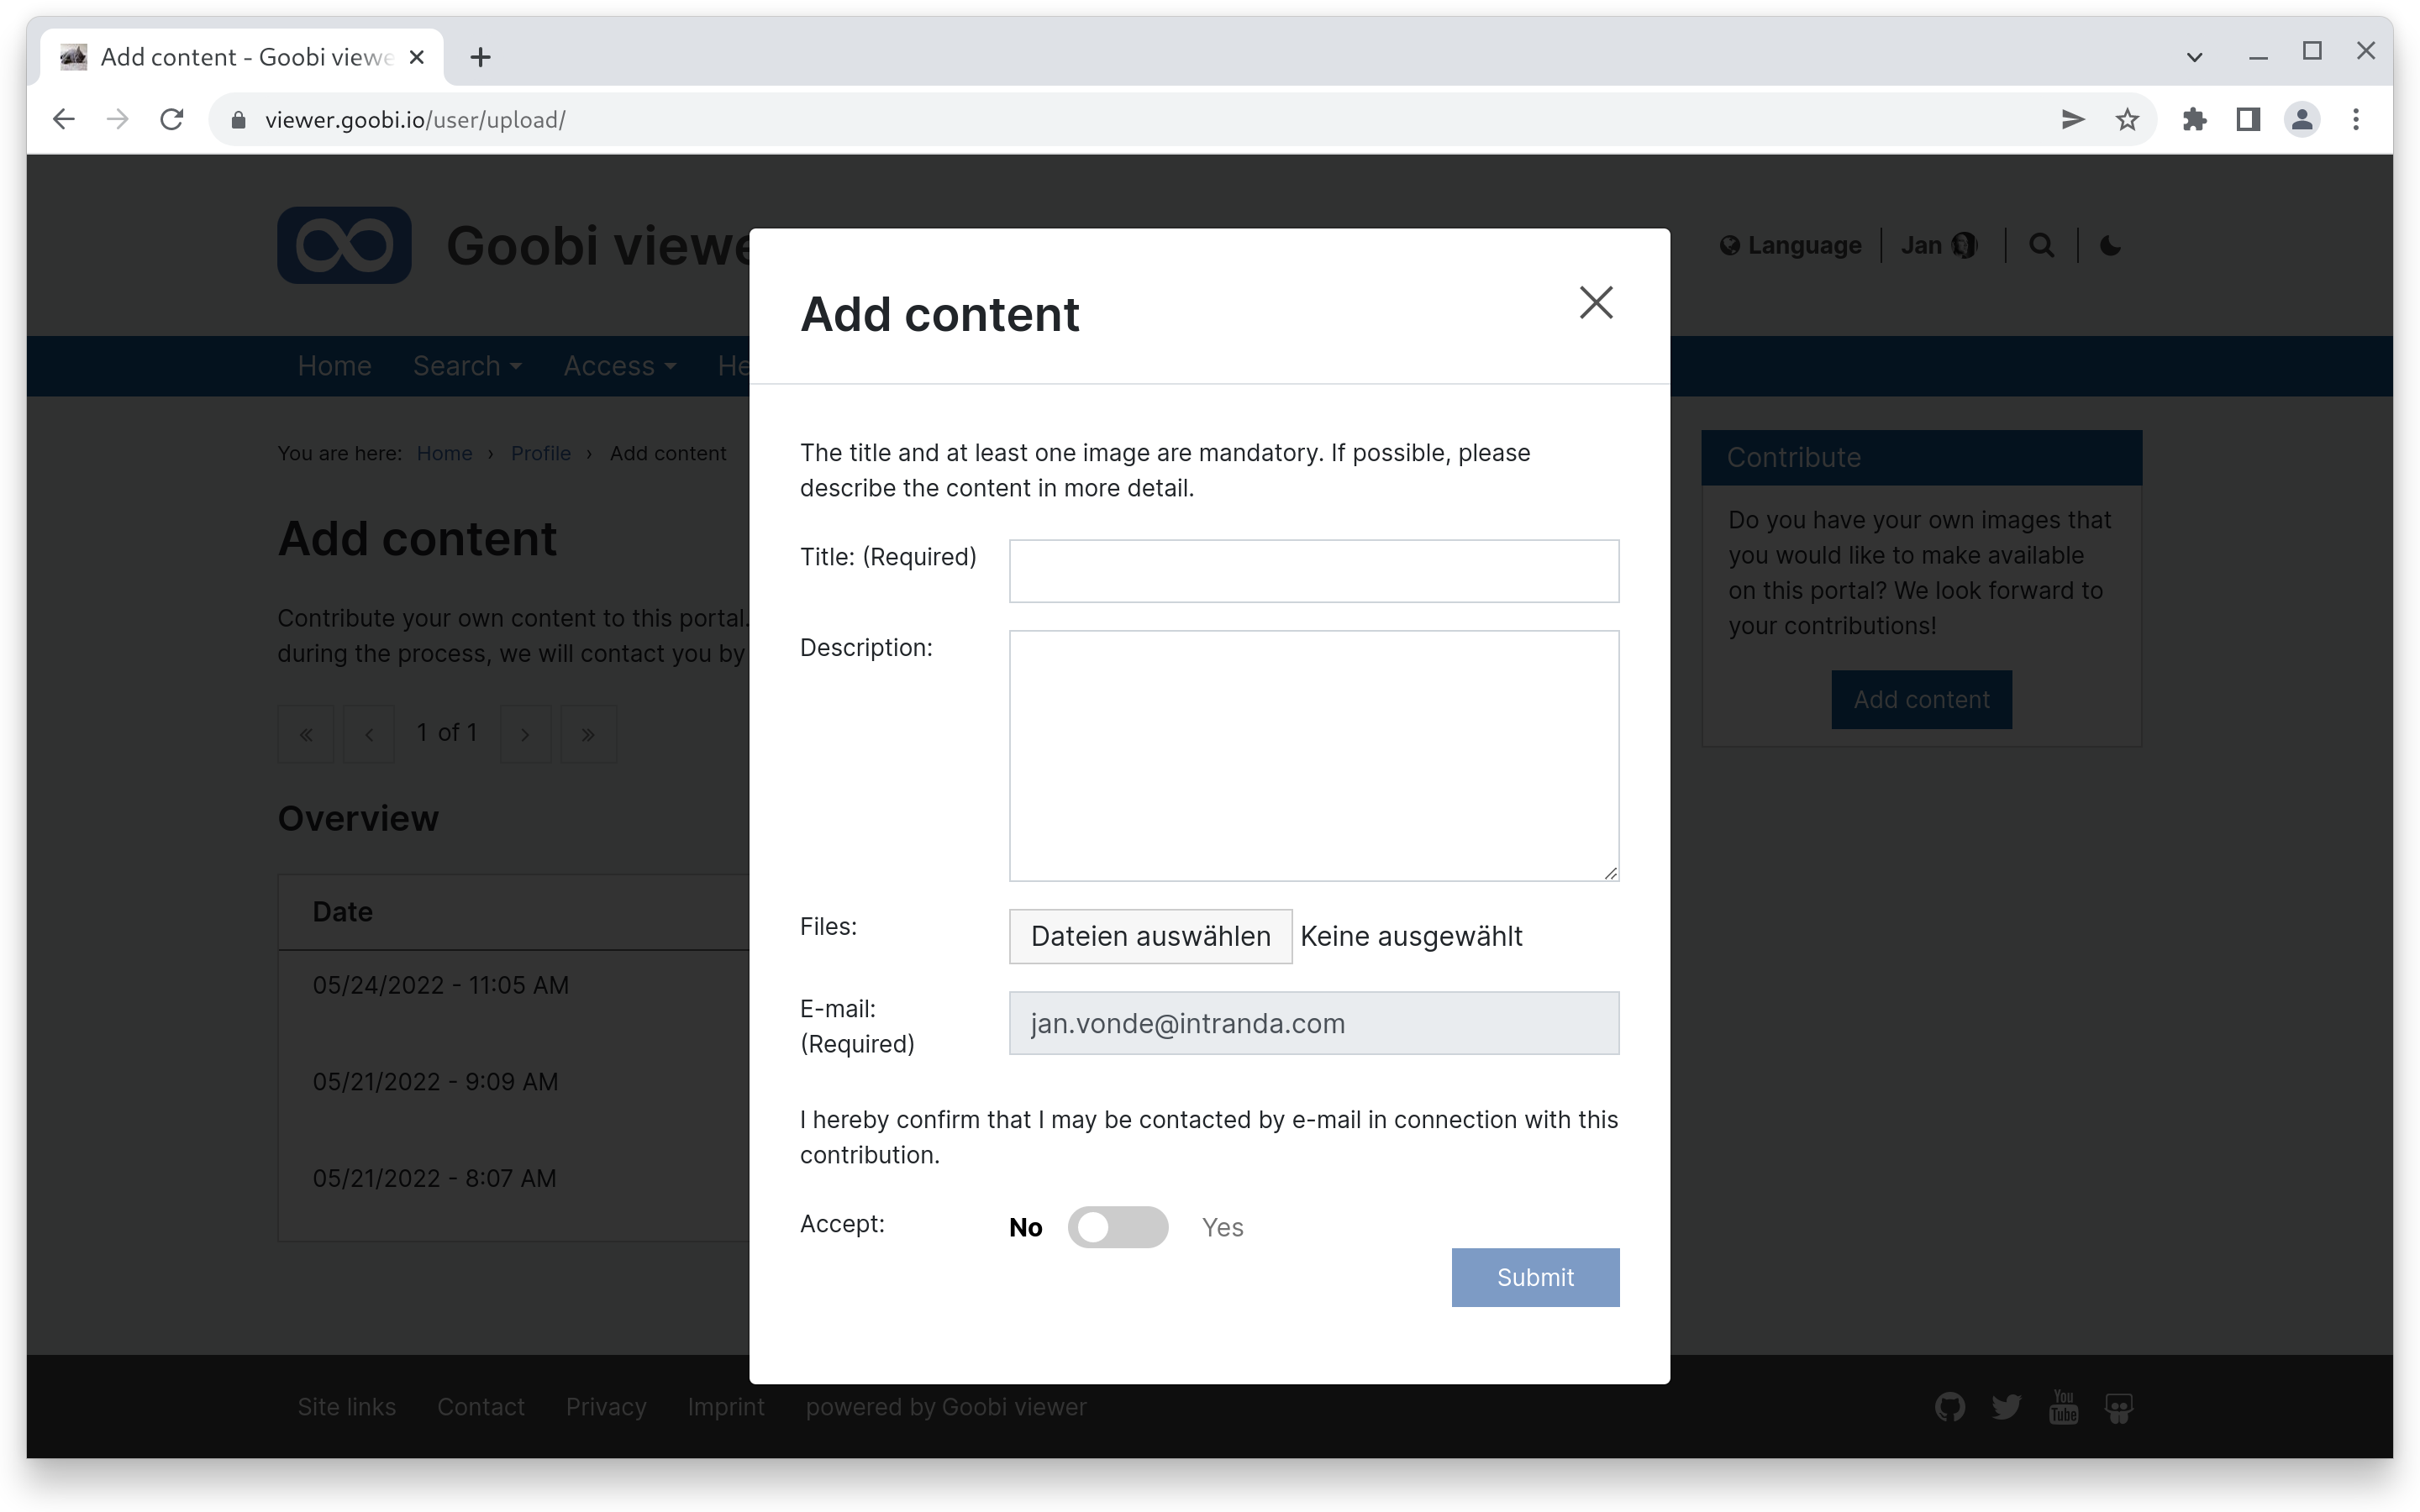 Add content - Goobi viewe
viewer.goobi.io/user/upload/
Goobi viewe
Language
Jan
Home
Search
Access
He
Add content
The title and at least one image are mandatory. If possible, please
describe the content in more detail.
Title: (Required)
Description:
Files:
Dateien auswählen Keine ausgewählt
E-mail:
(Required)
jan.vonde@intranda.com
I hereby confirm that I may be contacted by e-mail in connection with this
contribution.
Accept:
No
Yes
Submit
You are here: Home › Profile › Add content
Add content
Contribute your own content to this portal.
during the process, we will contact you by
« ‹ 1 of 1 › »
Overview
Date
05/24/2022 - 11:05 AM
05/21/2022 - 9:09 AM
05/21/2022 - 8:07 AM
Contribute
Do you have your own images that
you would like to make available
on this portal? We look forward to
your contributions!
Add content
Site links
Contact
Privacy
Imprint
powered by Goobi viewer
You
Tube